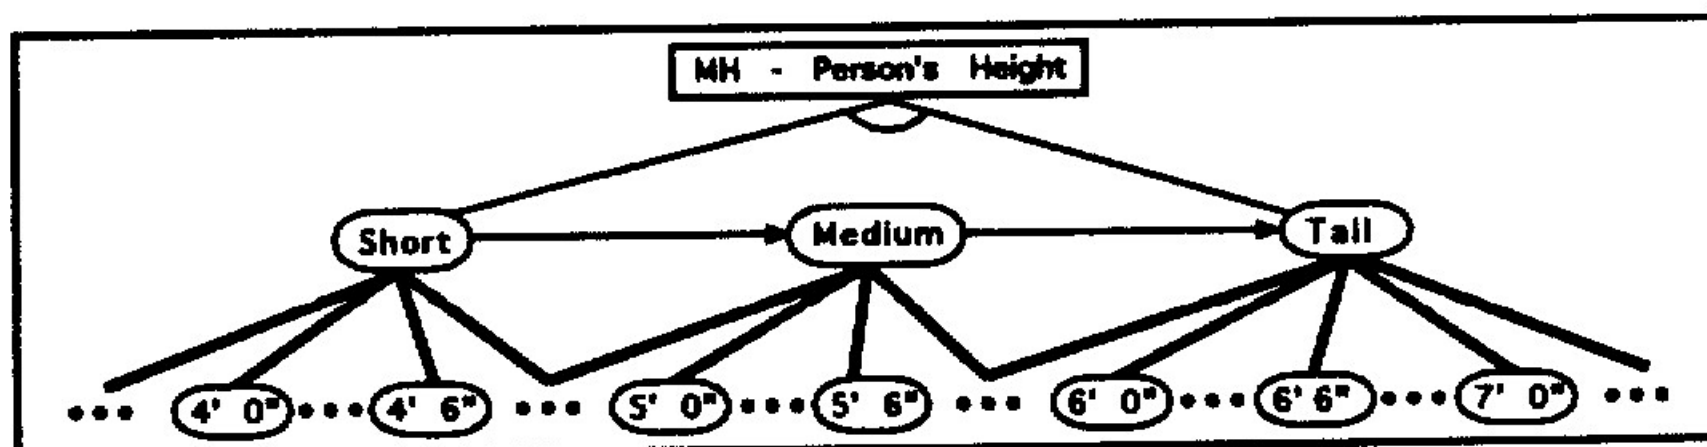 MH - Person's Height
Short Medium Tall
••• 4' 0" ••• 4' 6" ••• 5' 0" ••• 5' 6" ••• 6' 0" ••• 6' 6" ••• 7' 0" •••